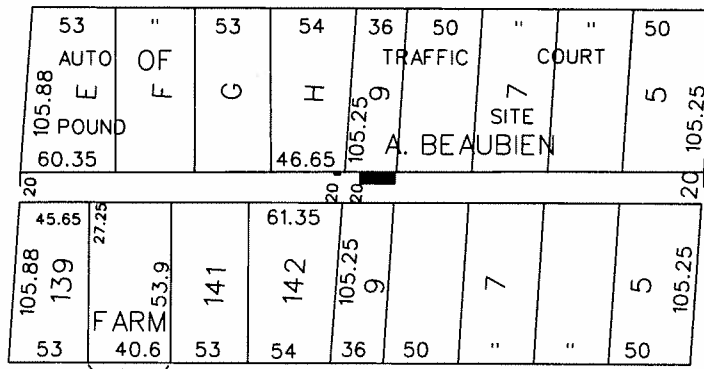 53 " 53 54 36 50 " " 50
AUTO OF TRAFFIC COURT
105.88 E F G H 105.25 9 7 5 105.25
POUND SITE
A. BEAUBIEN
60.35 46.65
20 20 20 20
45.65 27.25 61.35
105.88 139 53.9 141 142 105.25 9 7 5 105.25
FARM
53 40.6 53 54 36 50 " " 50